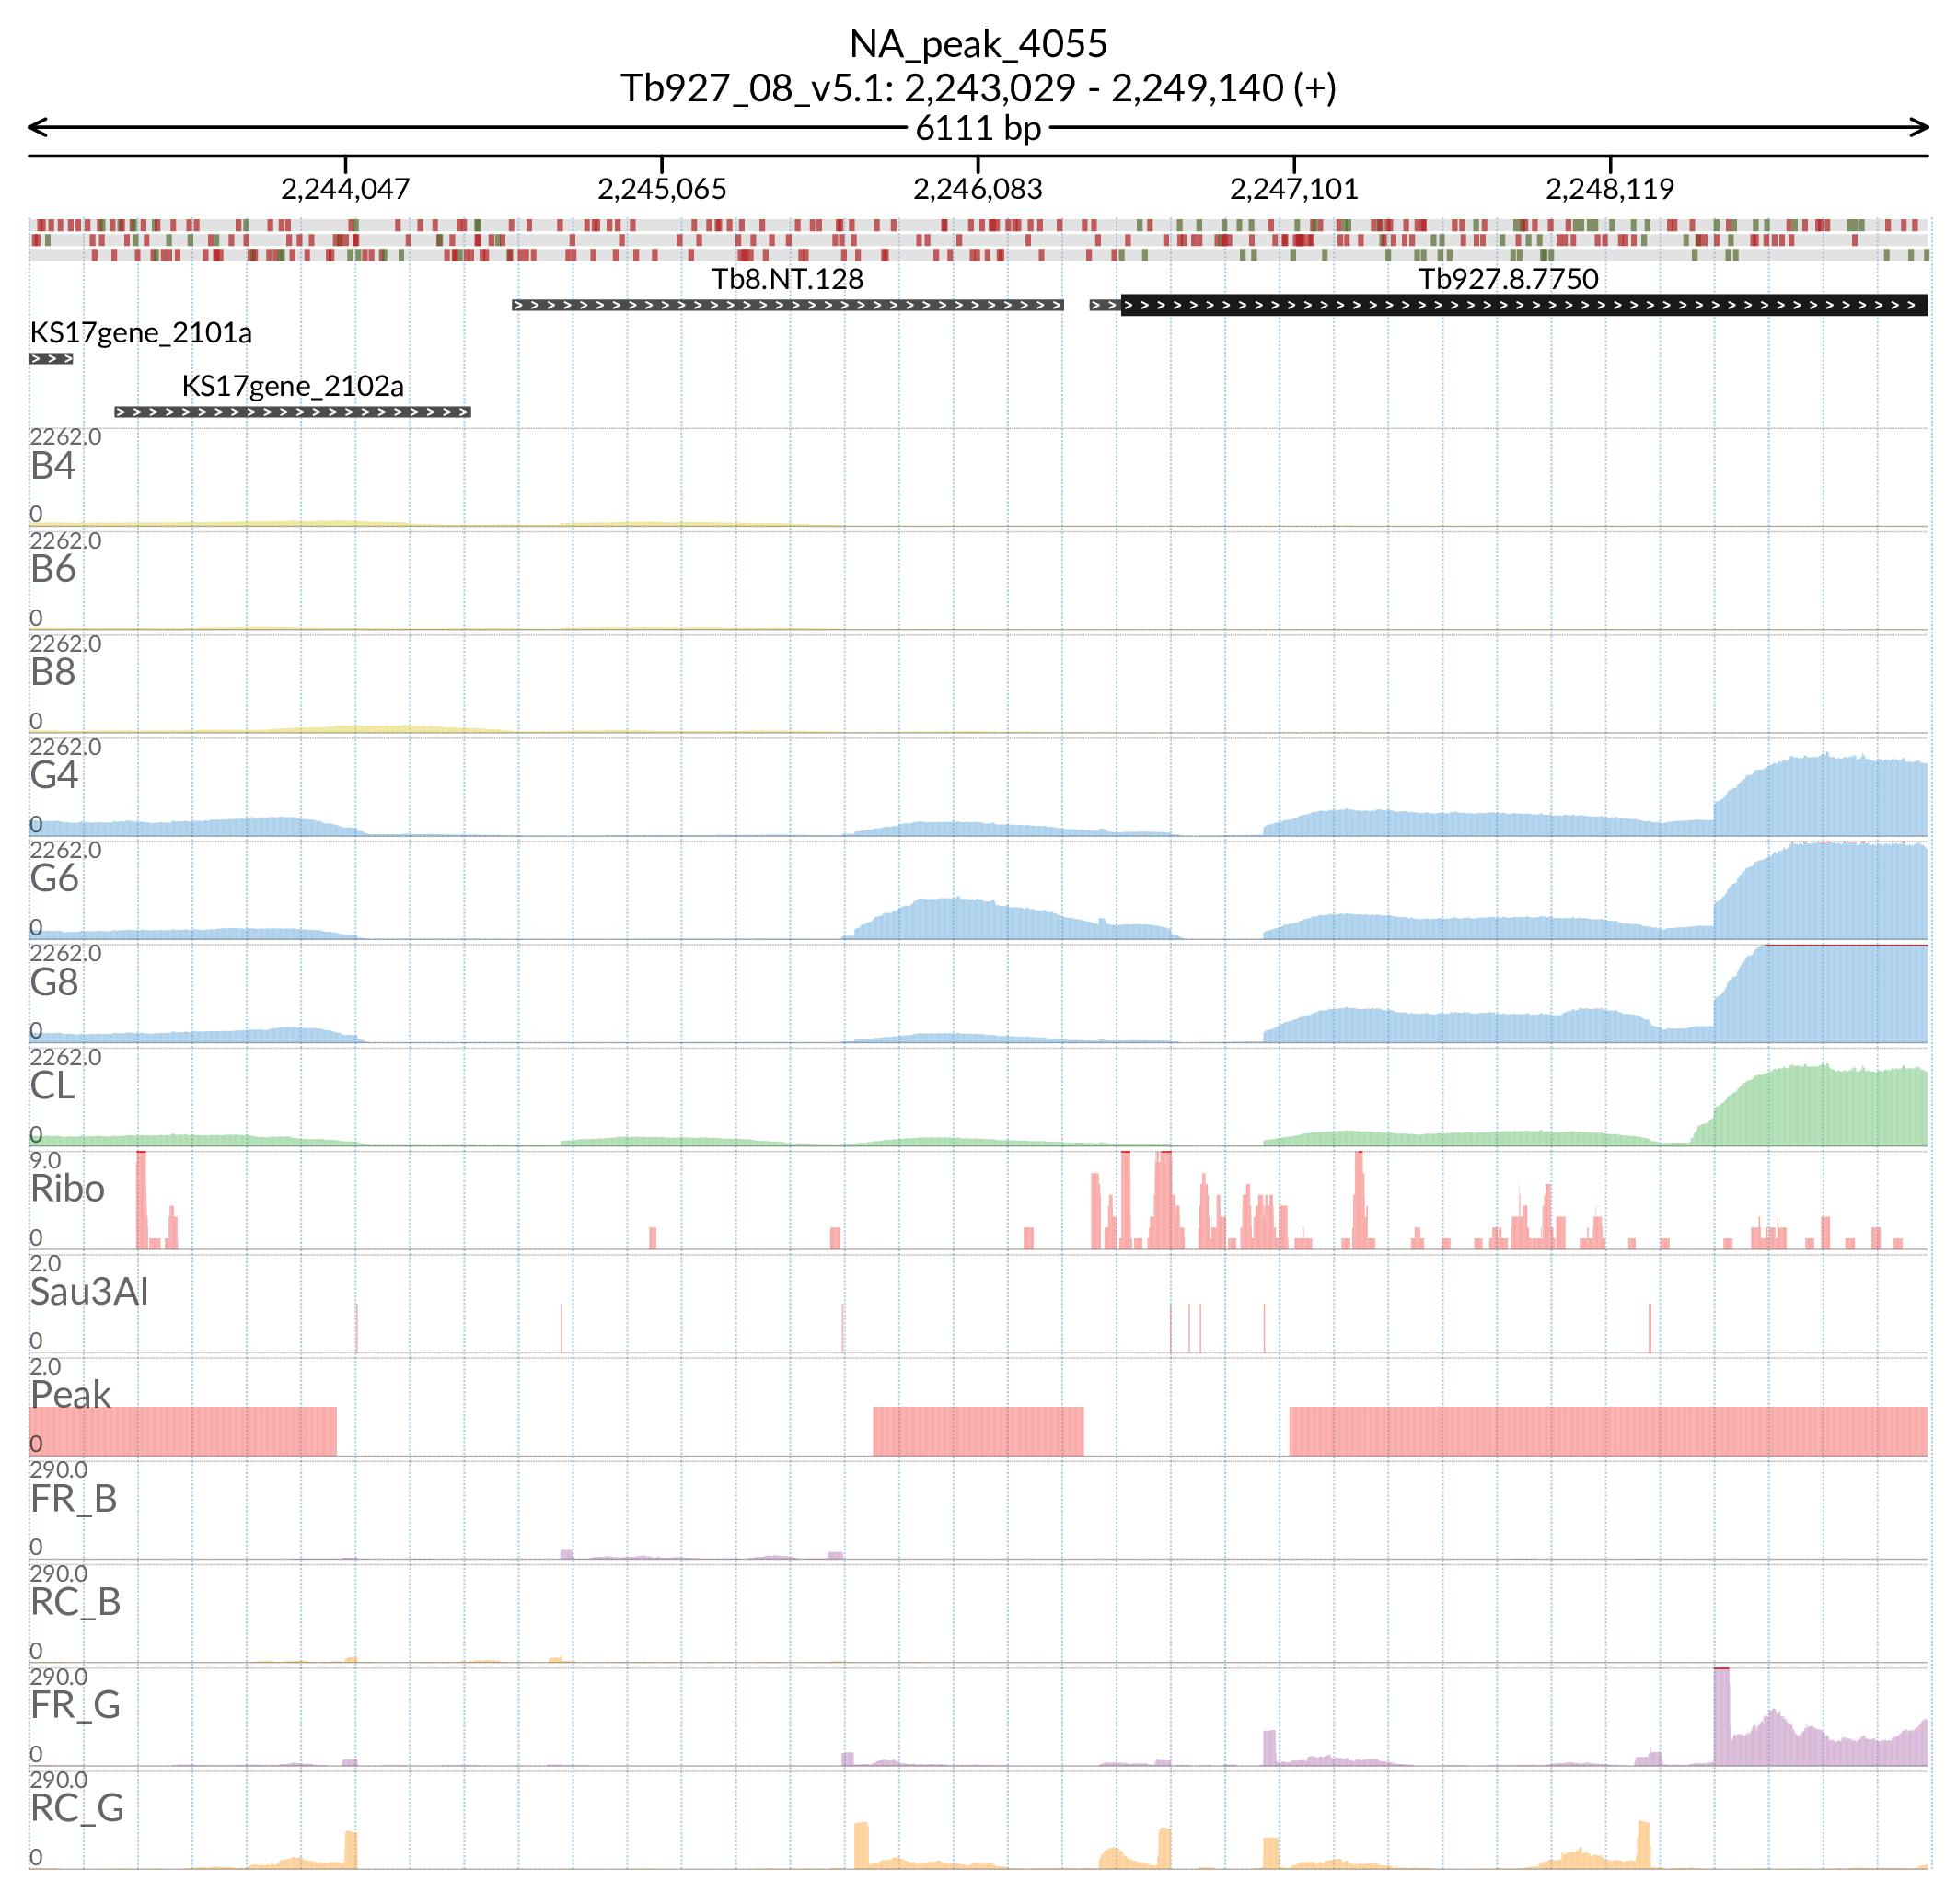 NA_peak_4055
Tb927_08_v5.1: 2,243,029 - 2,249,140 (+)
6111 bp
2,244,047 2,245,065 2,246,083 2,247,101 2,248,119
Tb8.NT.128 Tb927.8.7750
KS17gene_2101a
KS17gene_2102a
2262.0
B4
0
2262.0
B6
0
2262.0
B8
0
2262.0
G4
0
2262.0
G6
0
2262.0
G8
0
2262.0
CL
0
9.0
Ribo
0
2.0
Sau3AI
0
2.0
Peak
0
290.0
FR_B
0
290.0
RC_B
0
290.0
FR_G
0
290.0
RC_G
0